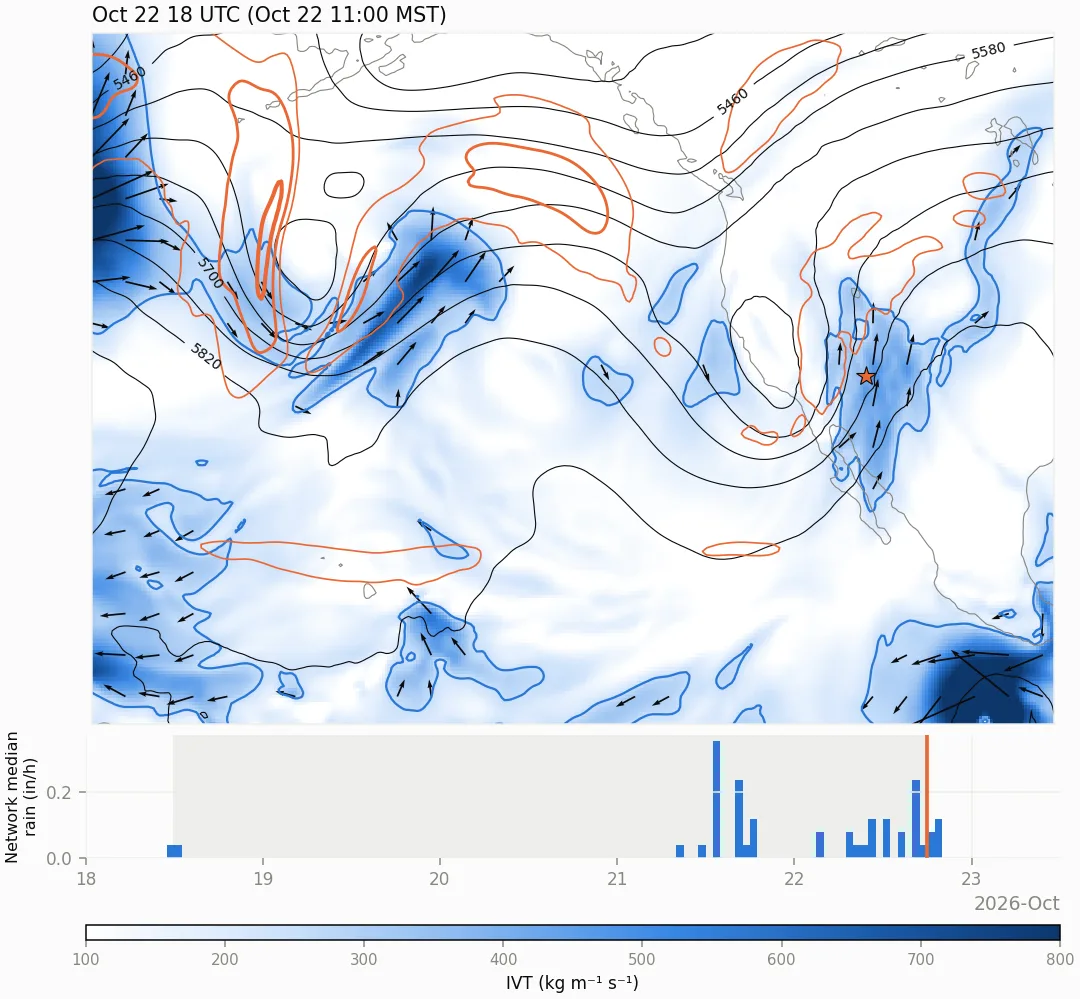 Oct 22 18 UTC (Oct 22 11:00 MST)
5460
5580
5460
5700
5820
Network median
rain (in/h)
0.2
0.0
18 19 20 21 22 23
2026-Oct
100 200 300 400 500 600 700 800
IVT (kg m⁻¹ s⁻¹)